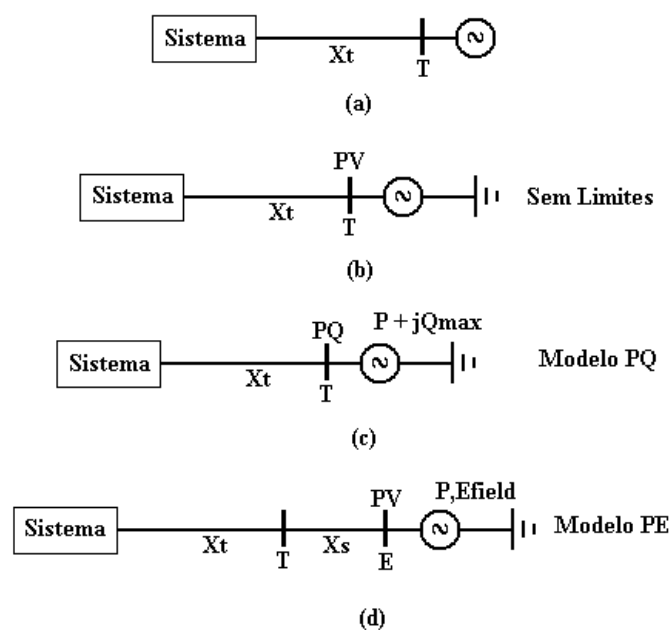 Sistema
Xt
T
(a)
PV
Sistema
Xt
T
Sem Limites
(b)
PQ
P + jQmax
Sistema
Xt
T
Modelo PQ
(c)
PV
P,Efield
Sistema
Xt
T
Xs
E
Modelo PE
(d)